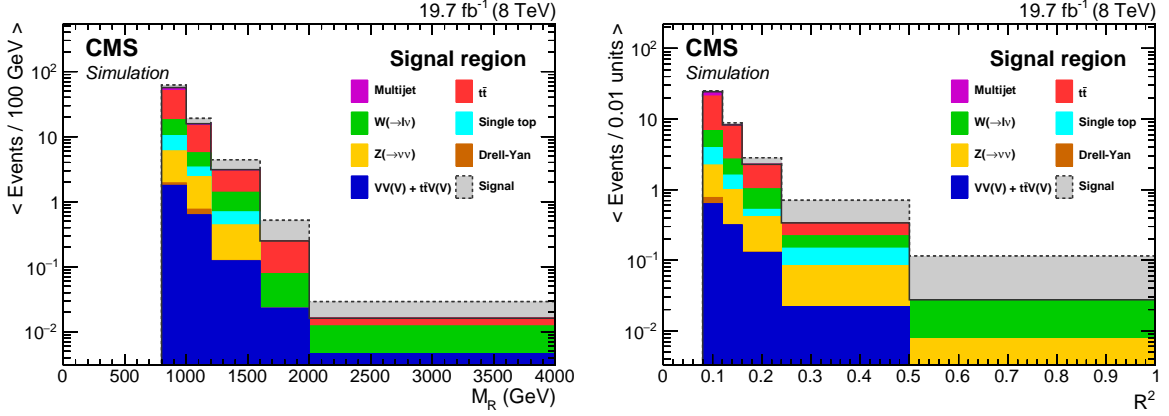 19.7 fb⁻¹ (8 TeV)
CMS
Simulation
Signal region
Multijet
tt̄
W(→lν)
Single top
Z(→νν)
Drell-Yan
VV(V) + tt̄V(V)
Signal
< Events / 100 GeV >
10²
10
1
10⁻¹
10⁻²
0 500 1000 1500 2000 2500 3000 3500 4000
M_R (GeV)
19.7 fb⁻¹ (8 TeV)
CMS
Simulation
Signal region
Multijet
tt̄
W(→lν)
Single top
Z(→νν)
Drell-Yan
VV(V) + tt̄V(V)
Signal
< Events / 0.01 units >
10²
10
1
10⁻¹
10⁻²
0 0.1 0.2 0.3 0.4 0.5 0.6 0.7 0.8 0.9 1
R²